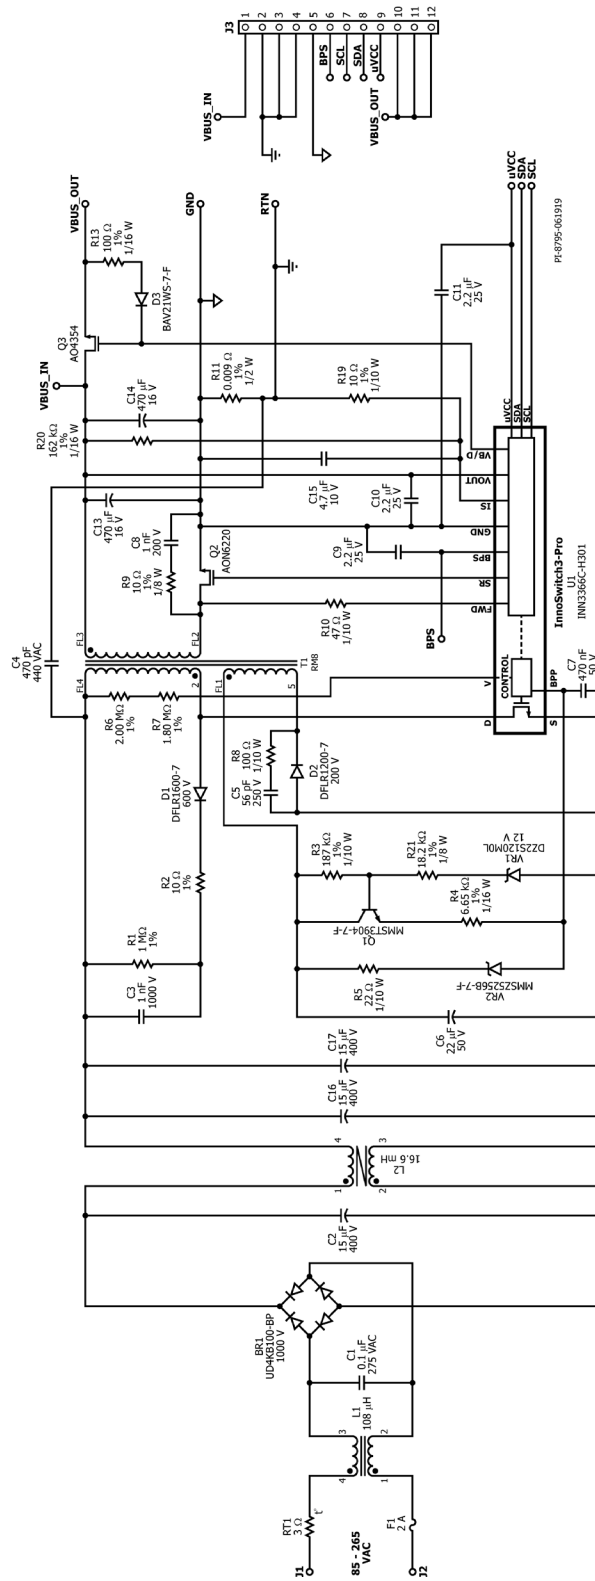 J3
1
2
3
4
5
6
7
8
9
10
11
12
BPS
SCL
SDA
uVCC
VBUS_IN
VBUS_OUT
VBUS_OUT
GND
RTN
R13
100 Ω
1%
1/16 W
D3
BAV21WS-7-F
Q3
AO4354
VBUS_IN
R20
162 kΩ
1%
1/16 W
C14
470 µF
16 V
R11
0.009 Ω
1%
1/2 W
R19
10 Ω
1%
1/10 W
C11
2.2 µF
25 V
uVCC
SDA
SCL
PI-8795-061919
C13
470 µF
16 V
C8
1 nF
200 V
R9
10 Ω
1%
1/8 W
Q2
AON6220
C15
4.7 µF
10 V
C10
2.2 µF
25 V
C9
2.2 µF
25 V
R10
47 Ω
1/10 W
BPS
uVCC
SDA
SCL
VB/D
VOUT
IS
GND
BPS
SR
FWD
InnoSwitch3-Pro
U1
INN3366C-H301
CONTROL
D
V
S
BPP
C7
470 nF
50 V
C4
470 pF
440 VAC
FL3
FL2
T1
RM8
FL4
2
FL1
5
R6
2.00 MΩ
1%
R7
1.80 MΩ
1%
D1
DFLR1600-7
600 V
R2
10 Ω
1%
R8
100 Ω
1/10 W
C5
56 pF
250 V
D2
DFLR1200-7
200 V
R1
1 MΩ
1%
C3
1 nF
1000 V
R3
187 kΩ
1%
1/10 W
R21
18.2 kΩ
1%
1/8 W
VR1
DZ2S120M0L
12 V
Q1
MMST3904-7-F
R4
6.65 kΩ
1%
1/16 W
R5
22 Ω
1/10 W
VR2
MMSZ5256B-7-F
C6
22 µF
50 V
C17
15 µF
400 V
C16
15 µF
400 V
L2
16.6 mH
1
4
2
3
C2
15 µF
400 V
BR1
UD4KB100-BP
1000 V
C1
0.1 µF
275 VAC
L1
108 µH
3
4
2
1
RT1
3 Ω
t°
F1
2 A
85 - 265
VAC
J1
J2